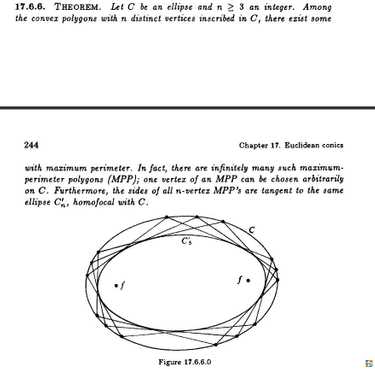 17.6.6. THEOREM. Let C be an ellipse and n ≥ 3 an integer. Among
the convex polygons with n distinct vertices inscribed in C, there exist some
244 Chapter 17. Euclidean conics
with maximum perimeter. In fact, there are infinitely many such maximum-
perimeter polygons (MPP); one vertex of an MPP can be chosen arbitrarily
on C. Furthermore, the sides of all n-vertex MPP's are tangent to the same
ellipse C'ₙ, homofocal with C.
C
C'₅
f f
Figure 17.6.6.0